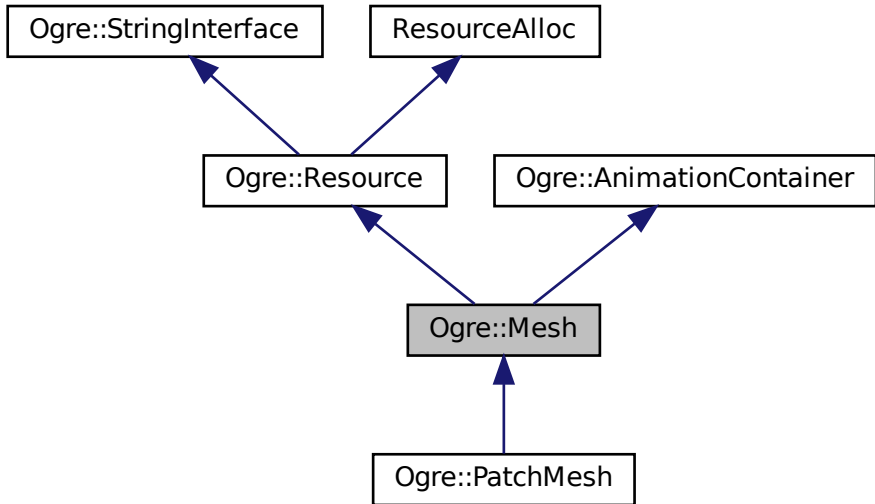 Ogre::StringInterface
ResourceAlloc
Ogre::Resource
Ogre::AnimationContainer
Ogre::Mesh
Ogre::PatchMesh